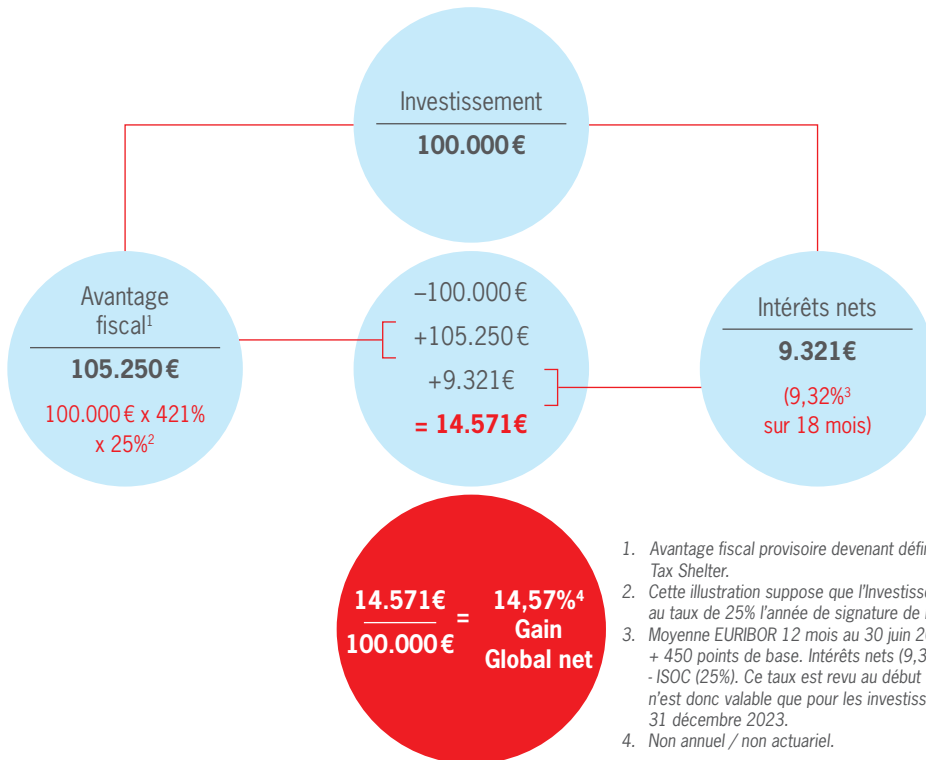 Investissement
100.000 €
Avantage
fiscal1
105.250 €
100.000 € x 421%
x 25%2
–100.000 €
+105.250 €
+9.321€
= 14.571€
Intérêts nets
9.321€
(9,32%3
sur 18 mois)
14.571€
100.000 €
=
14,57%4
Gain
Global net
1. Avantage fiscal provisoire devenant défi
Tax Shelter.
2. Cette illustration suppose que l'Investisse
au taux de 25% l'année de signature de
3. Moyenne EURIBOR 12 mois au 30 juin 20
+ 450 points de base. Intérêts nets (9,3
- ISOC (25%). Ce taux est revu au début
n'est donc valable que pour les investiss
31 décembre 2023.
4. Non annuel / non actuariel.